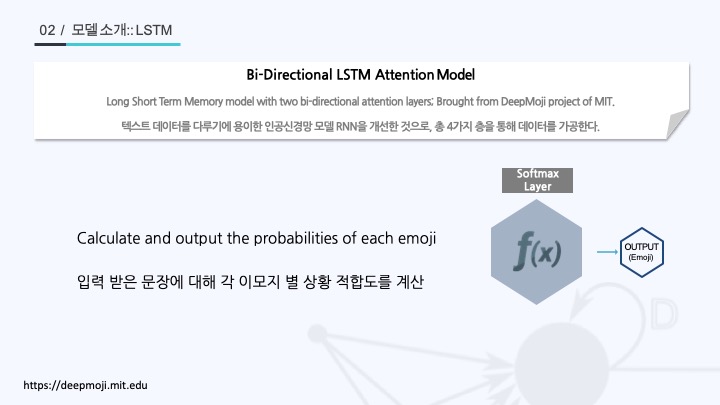 02 / 모델 소개:: LSTM
Bi-Directional LSTM Attention Model
Long Short Term Memory model with two bi-directional attention layers; Brought from DeepMoji project of MIT.
텍스트 데이터를 다루기에 용이한 인공신경망 모델 RNN을 개선한 것으로, 총 4가지 층을 통해 데이터를 가공한다.
Softmax
Layer
Calculate and output the probabilities of each emoji
입력 받은 문장에 대해 각 이모지 별 상황 적합도를 계산
f(x)
OUTPUT
(Emoji)
D
https://deepmoji.mit.edu